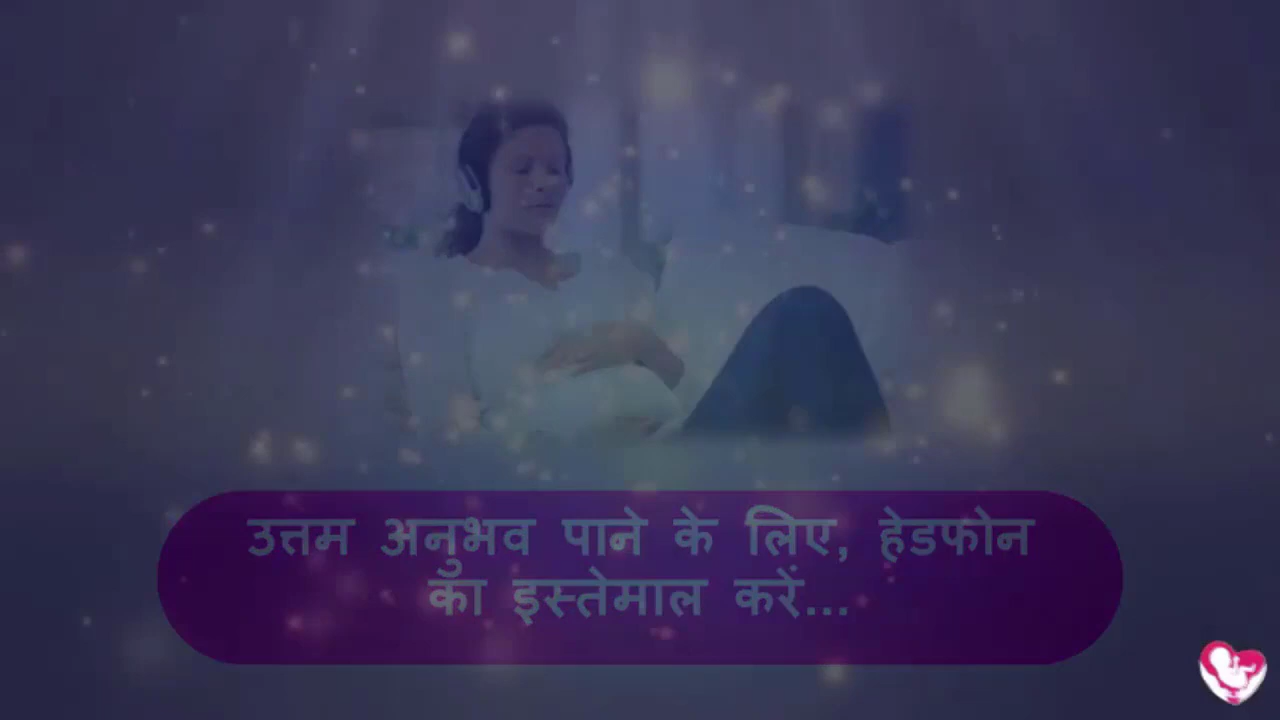 उत्तम अनुभव पाने के लिए, हेडफोन
का इस्तेमाल करें...